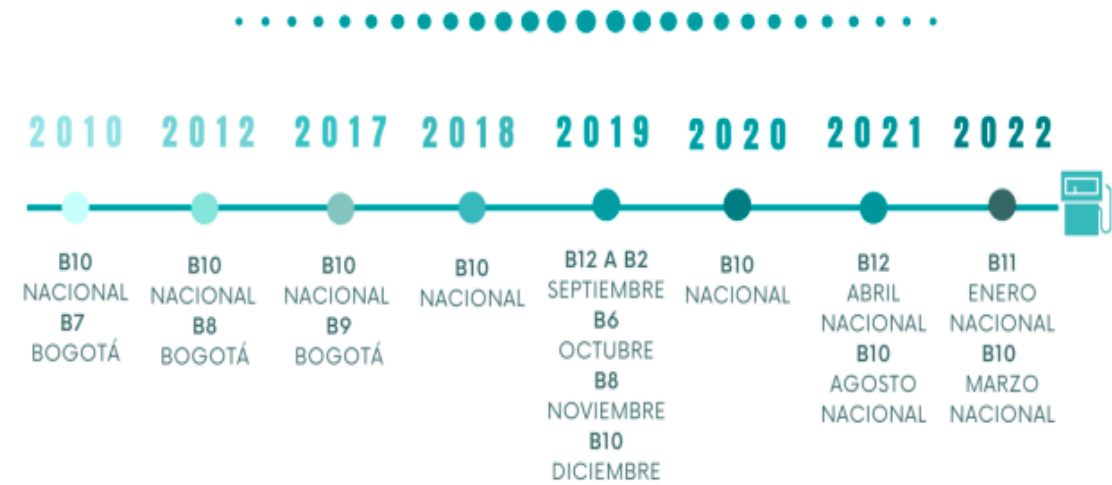 2010 2012 2017 2018 2019 2020 2021 2022
B10
NACIONAL
B7
BOGOTÁ
B10
NACIONAL
B8
BOGOTÁ
B10
NACIONAL
B9
BOGOTÁ
B10
NACIONAL
B12 A B2
SEPTIEMBRE
B6
OCTUBRE
B8
NOVIEMBRE
B10
DICIEMBRE
B10
NACIONAL
B12
ABRIL
NACIONAL
B10
AGOSTO
NACIONAL
B11
ENERO
NACIONAL
B10
MARZO
NACIONAL